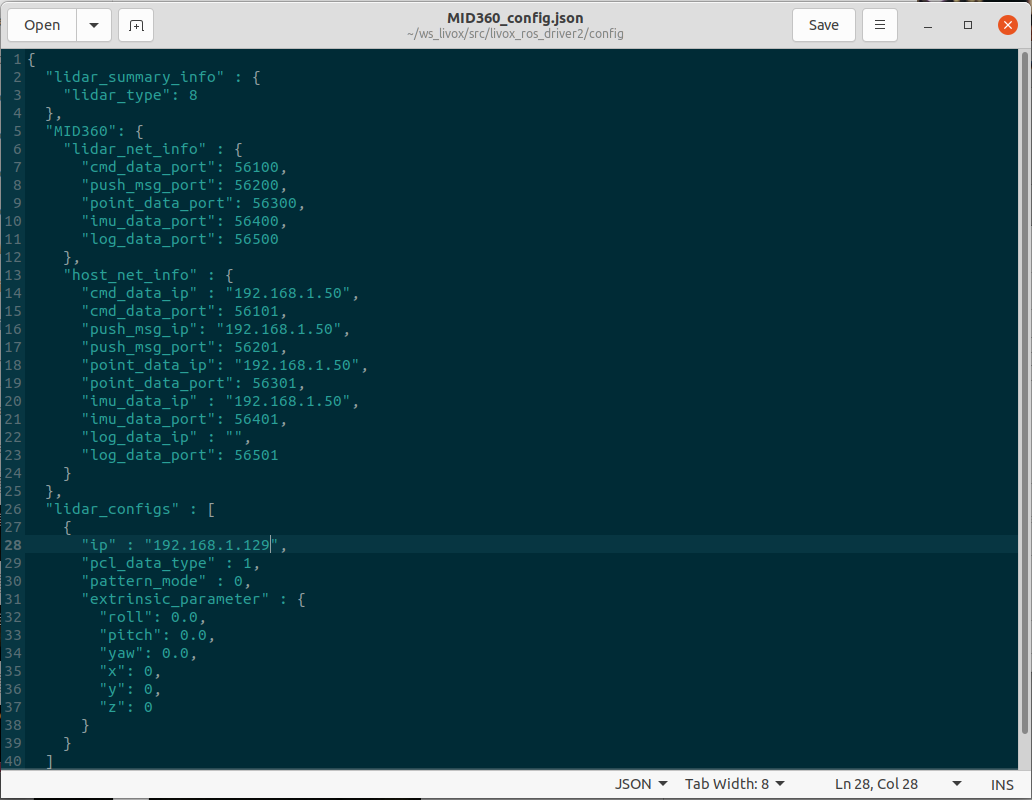 Open
MID360_config.json
~/ws_livox/src/livox_ros_driver2/config
Save
1 {
2   "lidar_summary_info" : {
3     "lidar_type": 8
4   },
5   "MID360": {
6     "lidar_net_info" : {
7       "cmd_data_port": 56100,
8       "push_msg_port": 56200,
9       "point_data_port": 56300,
10       "imu_data_port": 56400,
11       "log_data_port": 56500
12     },
13     "host_net_info" : {
14       "cmd_data_ip" : "192.168.1.50",
15       "cmd_data_port": 56101,
16       "push_msg_ip": "192.168.1.50",
17       "push_msg_port": 56201,
18       "point_data_ip": "192.168.1.50",
19       "point_data_port": 56301,
20       "imu_data_ip" : "192.168.1.50",
21       "imu_data_port": 56401,
22       "log_data_ip" : "",
23       "log_data_port": 56501
24     }
25   },
26   "lidar_configs" : [
27     {
28       "ip" : "192.168.1.129",
29       "pcl_data_type" : 1,
30       "pattern_mode" : 0,
31       "extrinsic_parameter" : {
32         "roll": 0.0,
33         "pitch": 0.0,
34         "yaw": 0.0,
35         "x": 0,
36         "y": 0,
37         "z": 0
38       }
39     }
40   ]
JSON Tab Width: 8 Ln 28, Col 28 INS